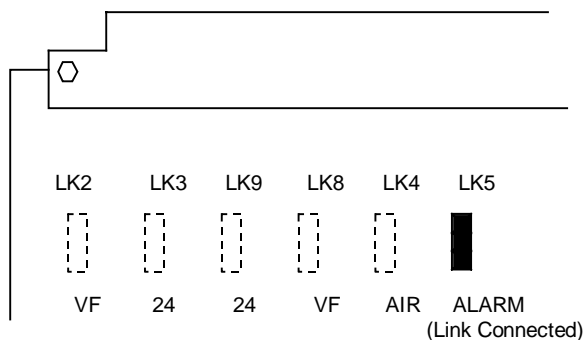 LK2 LK3 LK9 LK8 LK4 LK5
VF 24 24 VF AIR ALARM
(Link Connected)